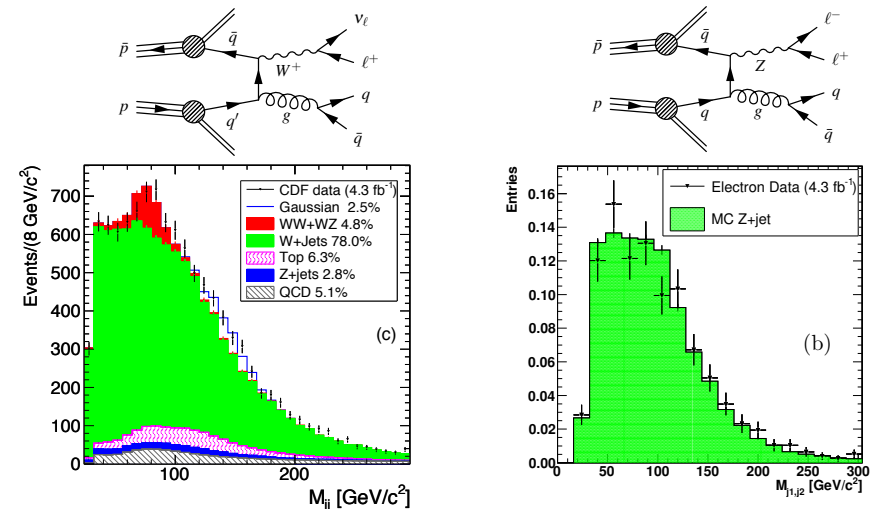 p̄
q̄
W⁺
ν_ℓ
ℓ⁺
p
q′
g
q
q̄
p̄
q̄
Z
ℓ⁻
ℓ⁺
p
q
g
q
q̄
Events/(8 GeV/c²)
700
600
500
400
300
200
100
0
100
200
M_jj [GeV/c²]
CDF data (4.3 fb⁻¹)
Gaussian 2.5%
WW+WZ 4.8%
W+Jets 78.0%
Top 6.3%
Z+jets 2.8%
QCD 5.1%
(c)
Entries
0.16
0.14
0.12
0.10
0.08
0.06
0.04
0.02
0.00
0 50 100 150 200 250 300
M_j1,j2 [GeV/c²]
Electron Data (4.3 fb⁻¹)
MC Z+jet
(b)